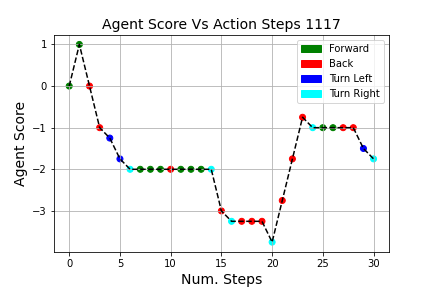 Agent Score Vs Action Steps 1117
Forward
Back
Turn Left
Turn Right
1
0
−1
−2
−3
Agent Score
0 5 10 15 20 25 30
Num. Steps